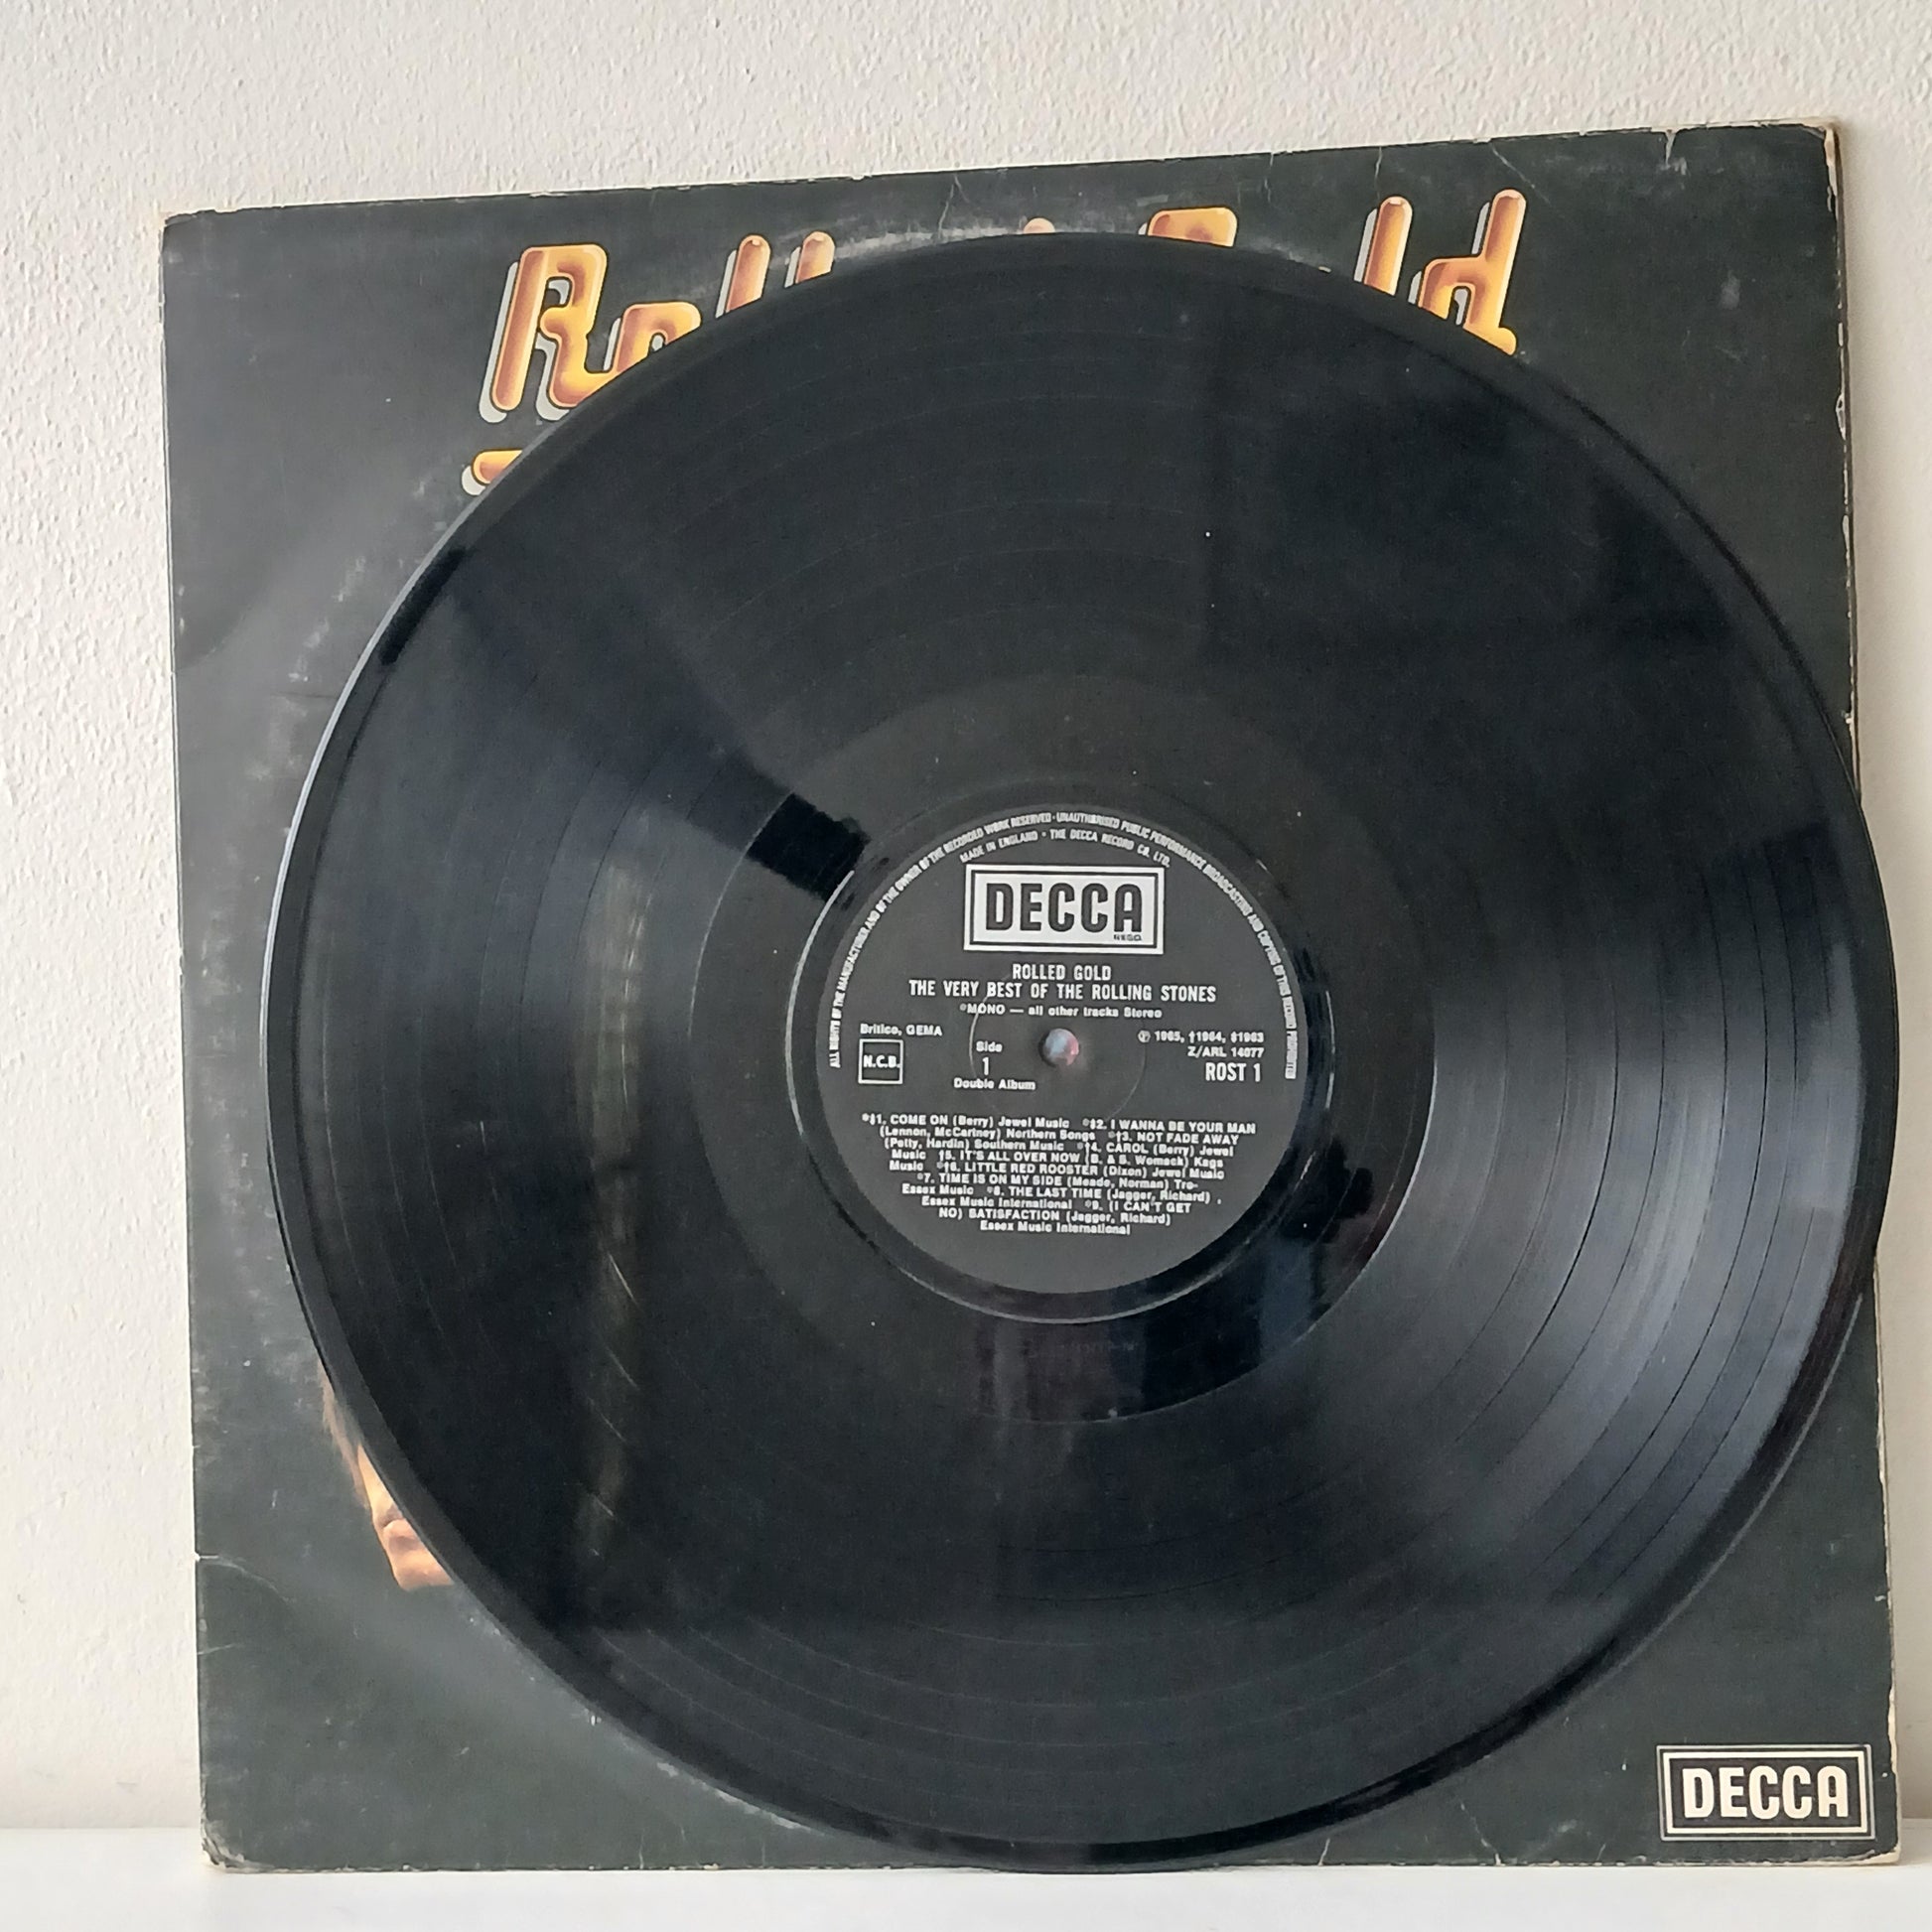 Rolled Gold
ALL RIGHTS OF THE MANUFACTURER AND OF THE OWNER OF THE RECORDED WORK RESERVED · UNAUTHORISED PUBLIC PERFORMANCE BROADCASTING AND COPYING OF THIS RECORD PROHIBITED
MADE IN ENGLAND · THE DECCA RECORD CO. LTD.
DECCA
REGD.
ROLLED GOLD
THE VERY BEST OF THE ROLLING STONES
°MONO — all other tracks Stereo
Britico, GEMA
N.C.B.
Side
1
Double Album
℗ 1965, †1964, §1963
Z/ARL 14077
ROST 1
°§1. COME ON (Berry) Jewel Music °§2. I WANNA BE YOUR MAN
(Lennon, McCartney) Northern Songs °†3. NOT FADE AWAY
(Petty, Hardin) Southern Music °†4. CAROL (Berry) Jewel
Music †5. IT'S ALL OVER NOW (B. & S. Womack) Kags
Music °†6. LITTLE RED ROOSTER (Dixon) Jewel Music
°7. TIME IS ON MY SIDE (Meade, Norman) Tro-
Essex Music °8. THE LAST TIME (Jagger, Richard)
Essex Music International °9. (I CAN'T GET
NO) SATISFACTION (Jagger, Richard)
Essex Music International
DECCA